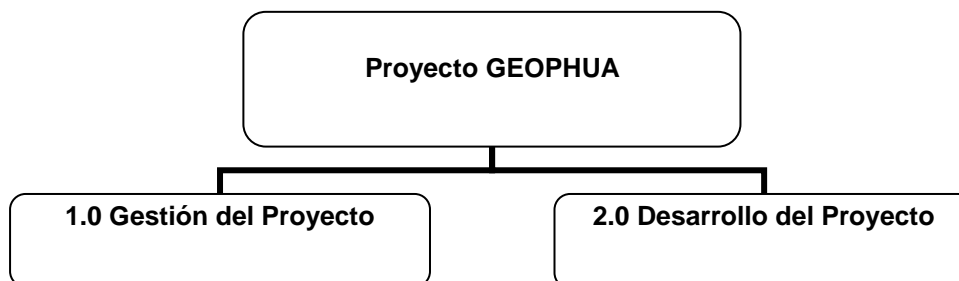 Proyecto GEOPHUA
1.0 Gestión del Proyecto
2.0 Desarrollo del Proyecto